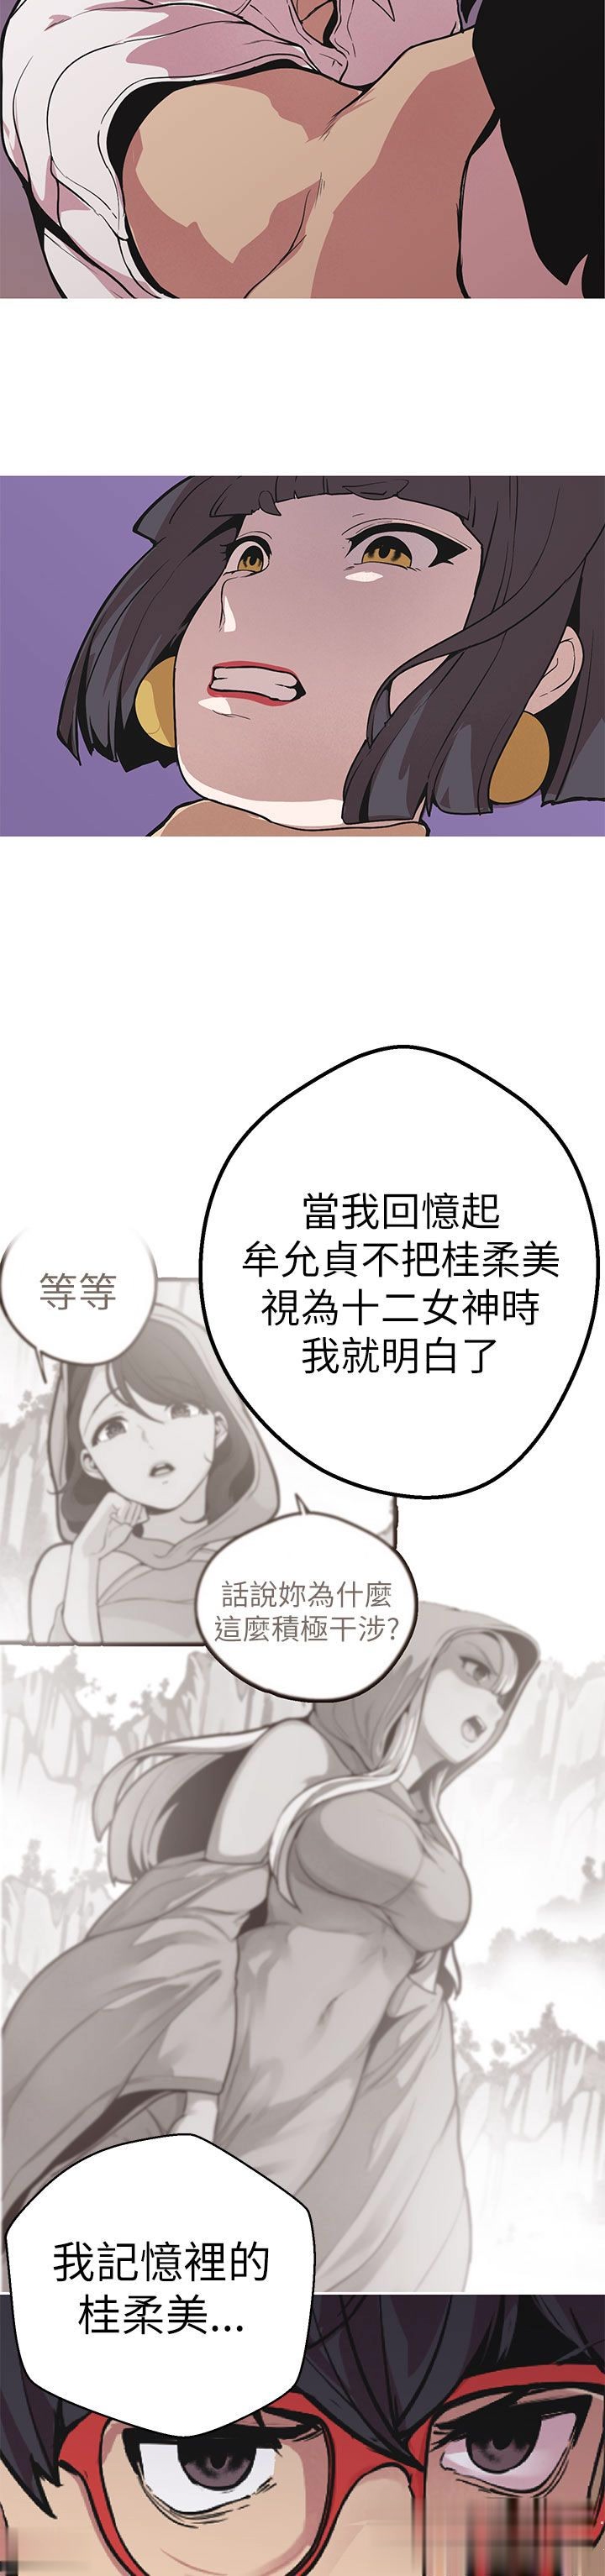 當我回憶起
牟允貞不把桂柔美
視為十二女神時
我就明白了
等等
話說妳為什麼
這麼積極干涉?
我記憶裡的
桂柔美...